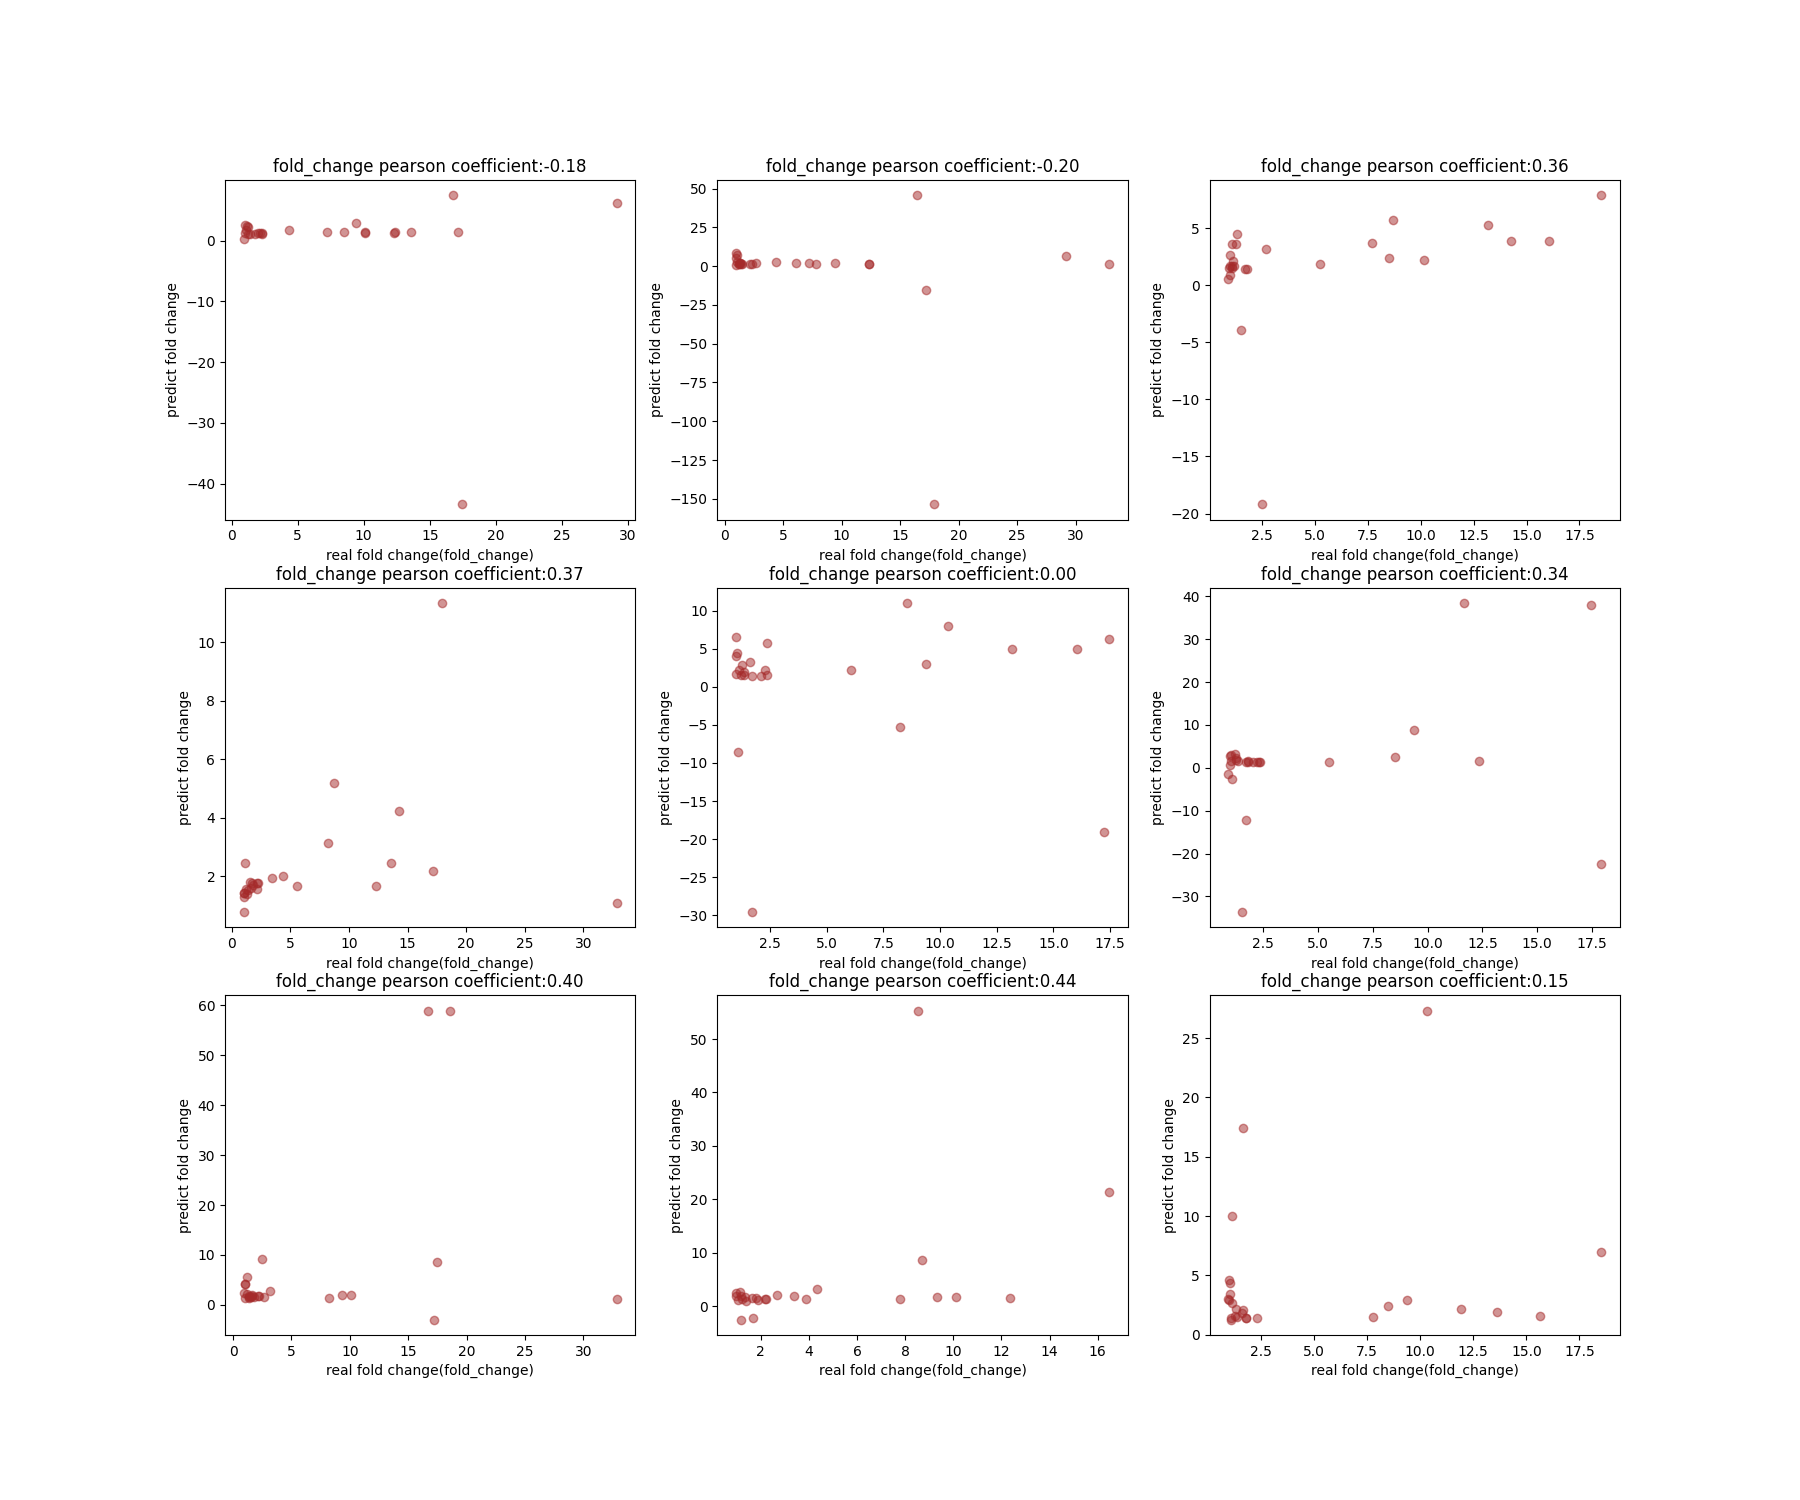 fold_change pearson coefficient:-0.18
predict fold change
0
−10
−20
−30
−40
0 5 10 15 20 25 30
real fold change(fold_change)
fold_change pearson coefficient:-0.20
predict fold change
50
25
0
−25
−50
−75
−100
−125
−150
0 5 10 15 20 25 30
real fold change(fold_change)
fold_change pearson coefficient:0.36
predict fold change
5
0
−5
−10
−15
−20
2.5 5.0 7.5 10.0 12.5 15.0 17.5
real fold change(fold_change)
fold_change pearson coefficient:0.37
predict fold change
10
8
6
4
2
0 5 10 15 20 25 30
real fold change(fold_change)
fold_change pearson coefficient:0.00
predict fold change
10
5
0
−5
−10
−15
−20
−25
−30
2.5 5.0 7.5 10.0 12.5 15.0 17.5
real fold change(fold_change)
fold_change pearson coefficient:0.34
predict fold change
40
30
20
10
0
−10
−20
−30
2.5 5.0 7.5 10.0 12.5 15.0 17.5
real fold change(fold_change)
fold_change pearson coefficient:0.40
predict fold change
60
50
40
30
20
10
0
0 5 10 15 20 25 30
real fold change(fold_change)
fold_change pearson coefficient:0.44
predict fold change
50
40
30
20
10
0
2 4 6 8 10 12 14 16
real fold change(fold_change)
fold_change pearson coefficient:0.15
predict fold change
25
20
15
10
5
0
2.5 5.0 7.5 10.0 12.5 15.0 17.5
real fold change(fold_change)